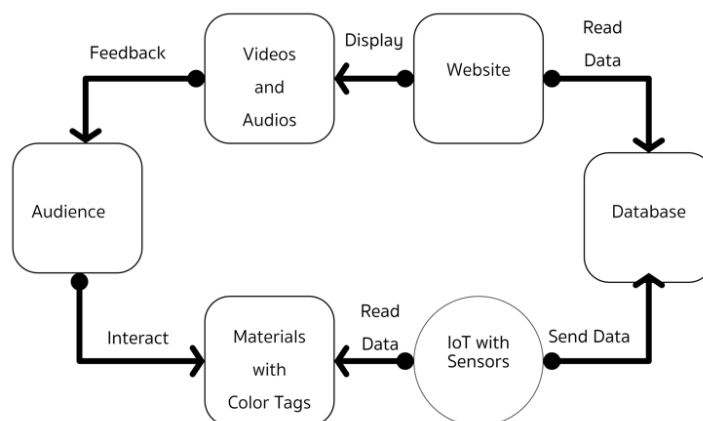 Feedback
Videos
and
Audios
Display
Website
Read
Data
Audience
Database
Interact
Materials
with
Color Tags
Read
Data
IoT with
Sensors
Send Data